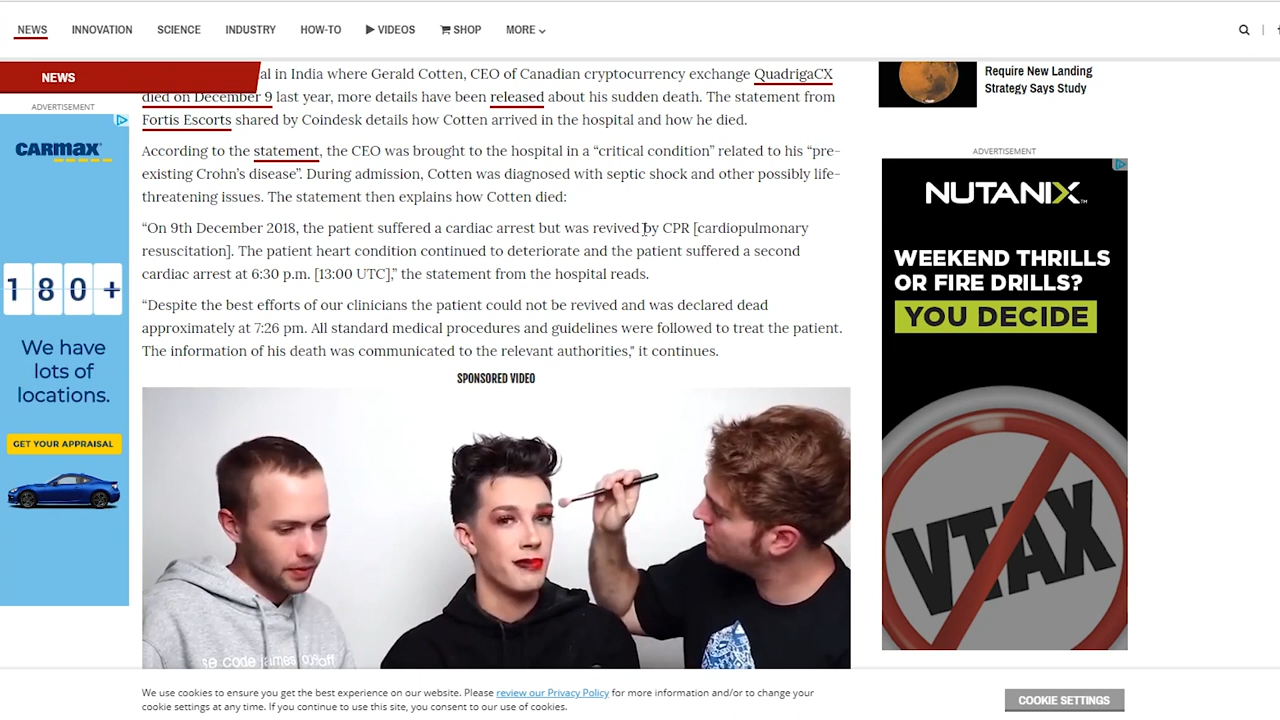 NEWS INNOVATION SCIENCE INDUSTRY HOW-TO VIDEOS SHOP MORE
NEWS
ADVERTISEMENT
CARMAX
180+
We have
lots of
locations.
GET YOUR APPRAISAL
al in India where Gerald Cotten, CEO of Canadian cryptocurrency exchange QuadrigaCX
died on December 9 last year, more details have been released about his sudden death. The statement from
Fortis Escorts shared by Coindesk details how Cotten arrived in the hospital and how he died.
According to the statement, the CEO was brought to the hospital in a “critical condition” related to his “pre-
existing Crohn’s disease”. During admission, Cotten was diagnosed with septic shock and other possibly life-
threatening issues. The statement then explains how Cotten died:
“On 9th December 2018, the patient suffered a cardiac arrest but was revived by CPR [cardiopulmonary
resuscitation]. The patient heart condition continued to deteriorate and the patient suffered a second
cardiac arrest at 6:30 p.m. [13:00 UTC],” the statement from the hospital reads.
“Despite the best efforts of our clinicians the patient could not be revived and was declared dead
approximately at 7:26 pm. All standard medical procedures and guidelines were followed to treat the patient.
The information of his death was communicated to the relevant authorities," it continues.
SPONSORED VIDEO
se code james
Require New Landing
Strategy Says Study
ADVERTISEMENT
NUTANIX
WEEKEND THRILLS
OR FIRE DRILLS?
YOU DECIDE
VTAX
We use cookies to ensure you get the best experience on our website. Please review our Privacy Policy for more information and/or to change your
cookie settings at any time. If you continue to use this site, you consent to our use of cookies.
COOKIE SETTINGS